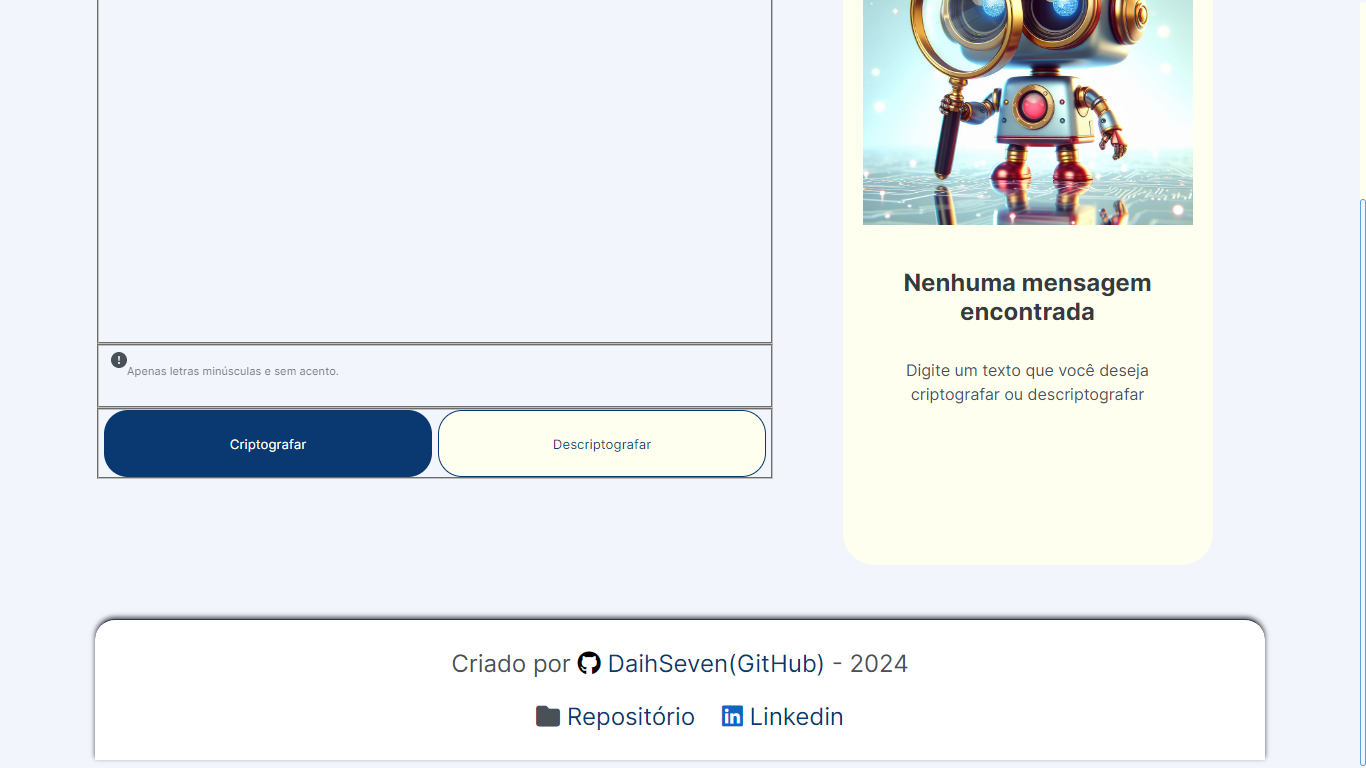 Nenhuma mensagem
encontrada
Digite um texto que você deseja
criptografar ou descriptografar
Apenas letras minúsculas e sem acento.
Criptografar
Descriptografar
Criado por DaihSeven(GitHub) - 2024
Repositório Linkedin